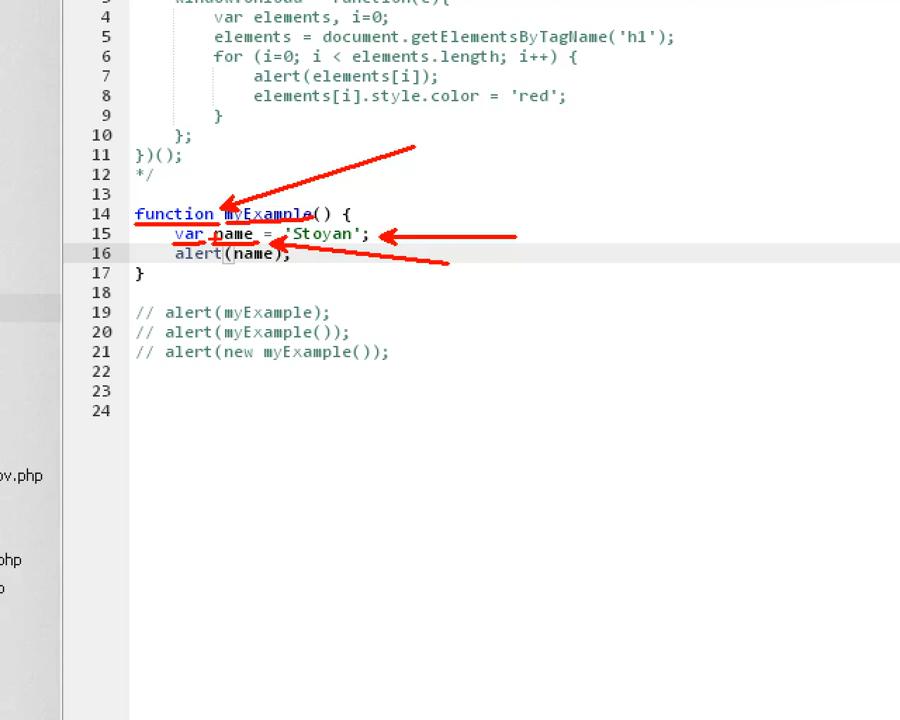 4 var elements, i=0;
5 elements = document.getElementsByTagName('h1');
6 for (i=0; i < elements.length; i++) {
7 alert(elements[i]);
8 elements[i].style.color = 'red';
9 }
10 };
11 })();
12 */
13
14 function myExample() {
15 var name = 'Stoyan';
16 alert(name);
17 }
18
19 // alert(myExample);
20 // alert(myExample());
21 // alert(new myExample());
22
23
24
ov.php
php